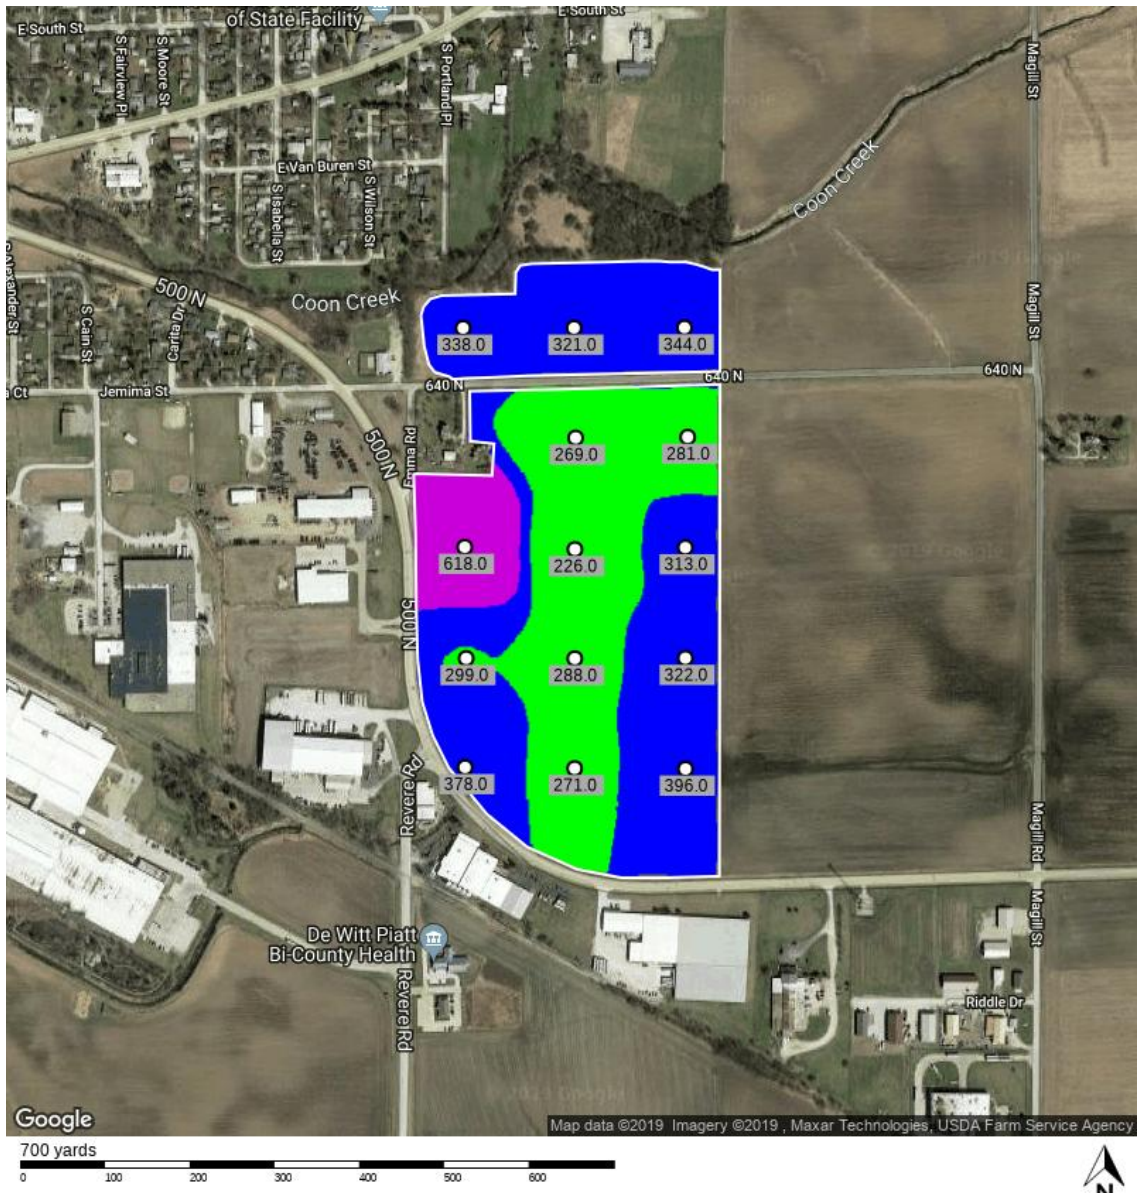 E South St
of State Facility
E South St
S Fairview Pl
S Moore St
S Portland Pl
Magill St
E Van Buren St
S Isabella St
S Wilson St
Coon Creek
500 N
Coon Creek
S Cain St
Carita Dr
Magill St
338.0
321.0
344.0
640 N
640 N
640 N
Jemima St
500 N
Emma Rd
269.0
281.0
618.0
226.0
313.0
500 N
299.0
288.0
322.0
378.0
271.0
396.0
Revere Rd
Magill Rd
Magill St
De Witt Piatt
Bi-County Health
Revere Rd
Riddle Dr
Google
Map data ©2019 Imagery ©2019 , Maxar Technologies, USDA Farm Service Agency
700 yards
0 100 200 300 400 500 600